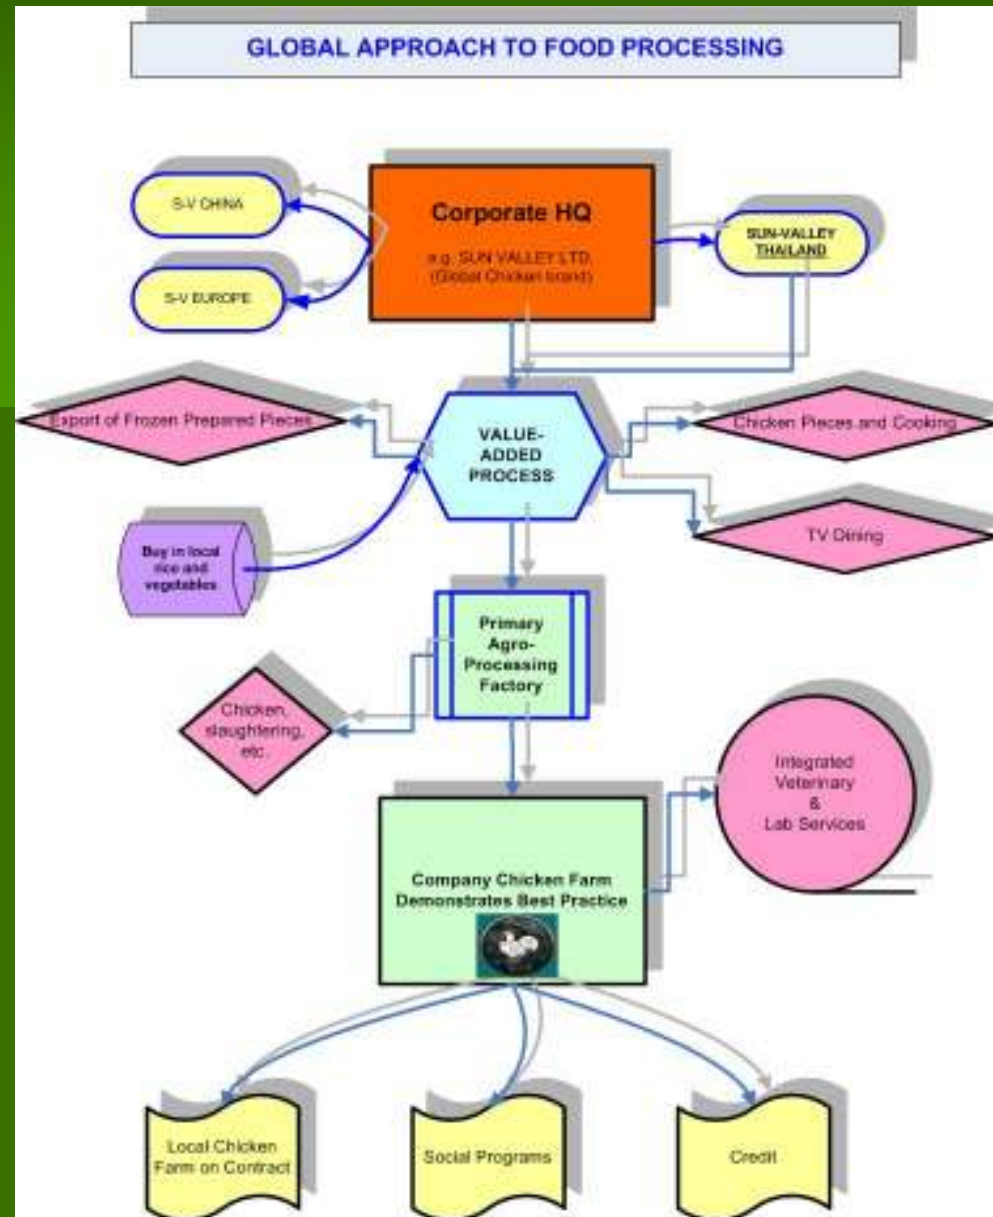 GLOBAL APPROACH TO FOOD PROCESSING
S-V CHINA
Corporate HQ
e.g. SUN VALLEY LTD.
(Global Chicken brand)
SUN-VALLEY
THAILAND
S-V EUROPE
Export of Frozen Prepared Pieces
VALUE-
ADDED
PROCESS
Chicken Pieces and Cooking
TV Dining
Buy in local
rice and
vegetables
Primary
Agro-
Processing
Factory
Chicken,
slaughtering,
etc.
Integrated
Veterinary
&
Lab Services
Company Chicken Farm
Demonstrates Best Practice
Local Chicken
Farm on Contract
Social Programs
Credit